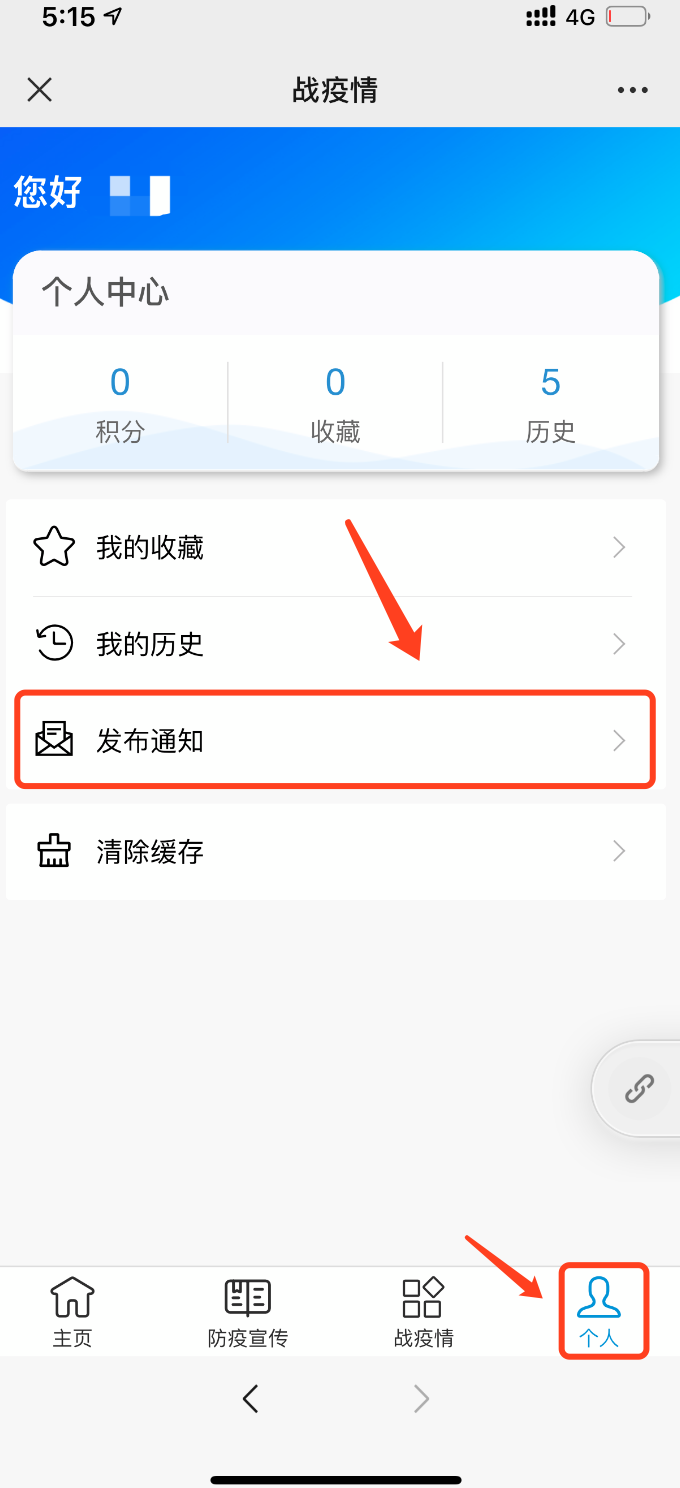 5:15 4G
战疫情
您好
个人中心
0 0 5
积分 收藏 历史
我的收藏
我的历史
发布通知
清除缓存
主页 防疫宣传 战疫情 个人